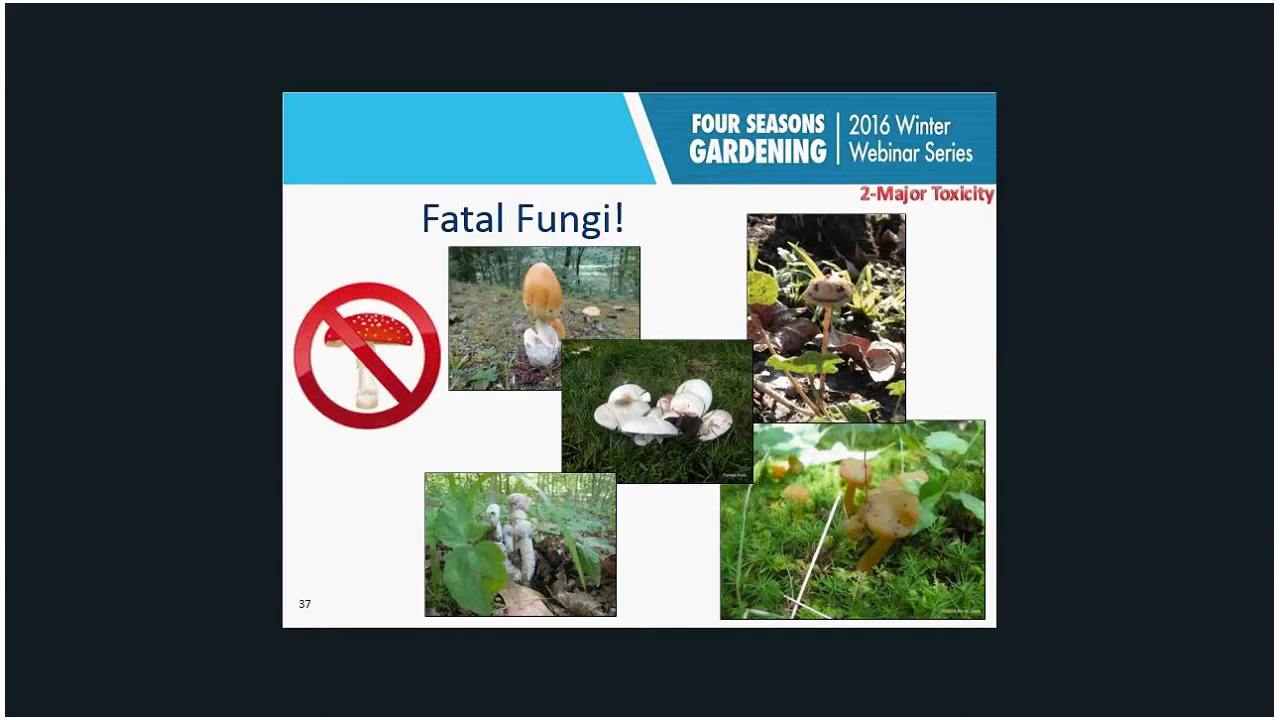 FOUR SEASONS
GARDENING
2016 Winter
Webinar Series
2-Major Toxicity
Fatal Fungi!
37